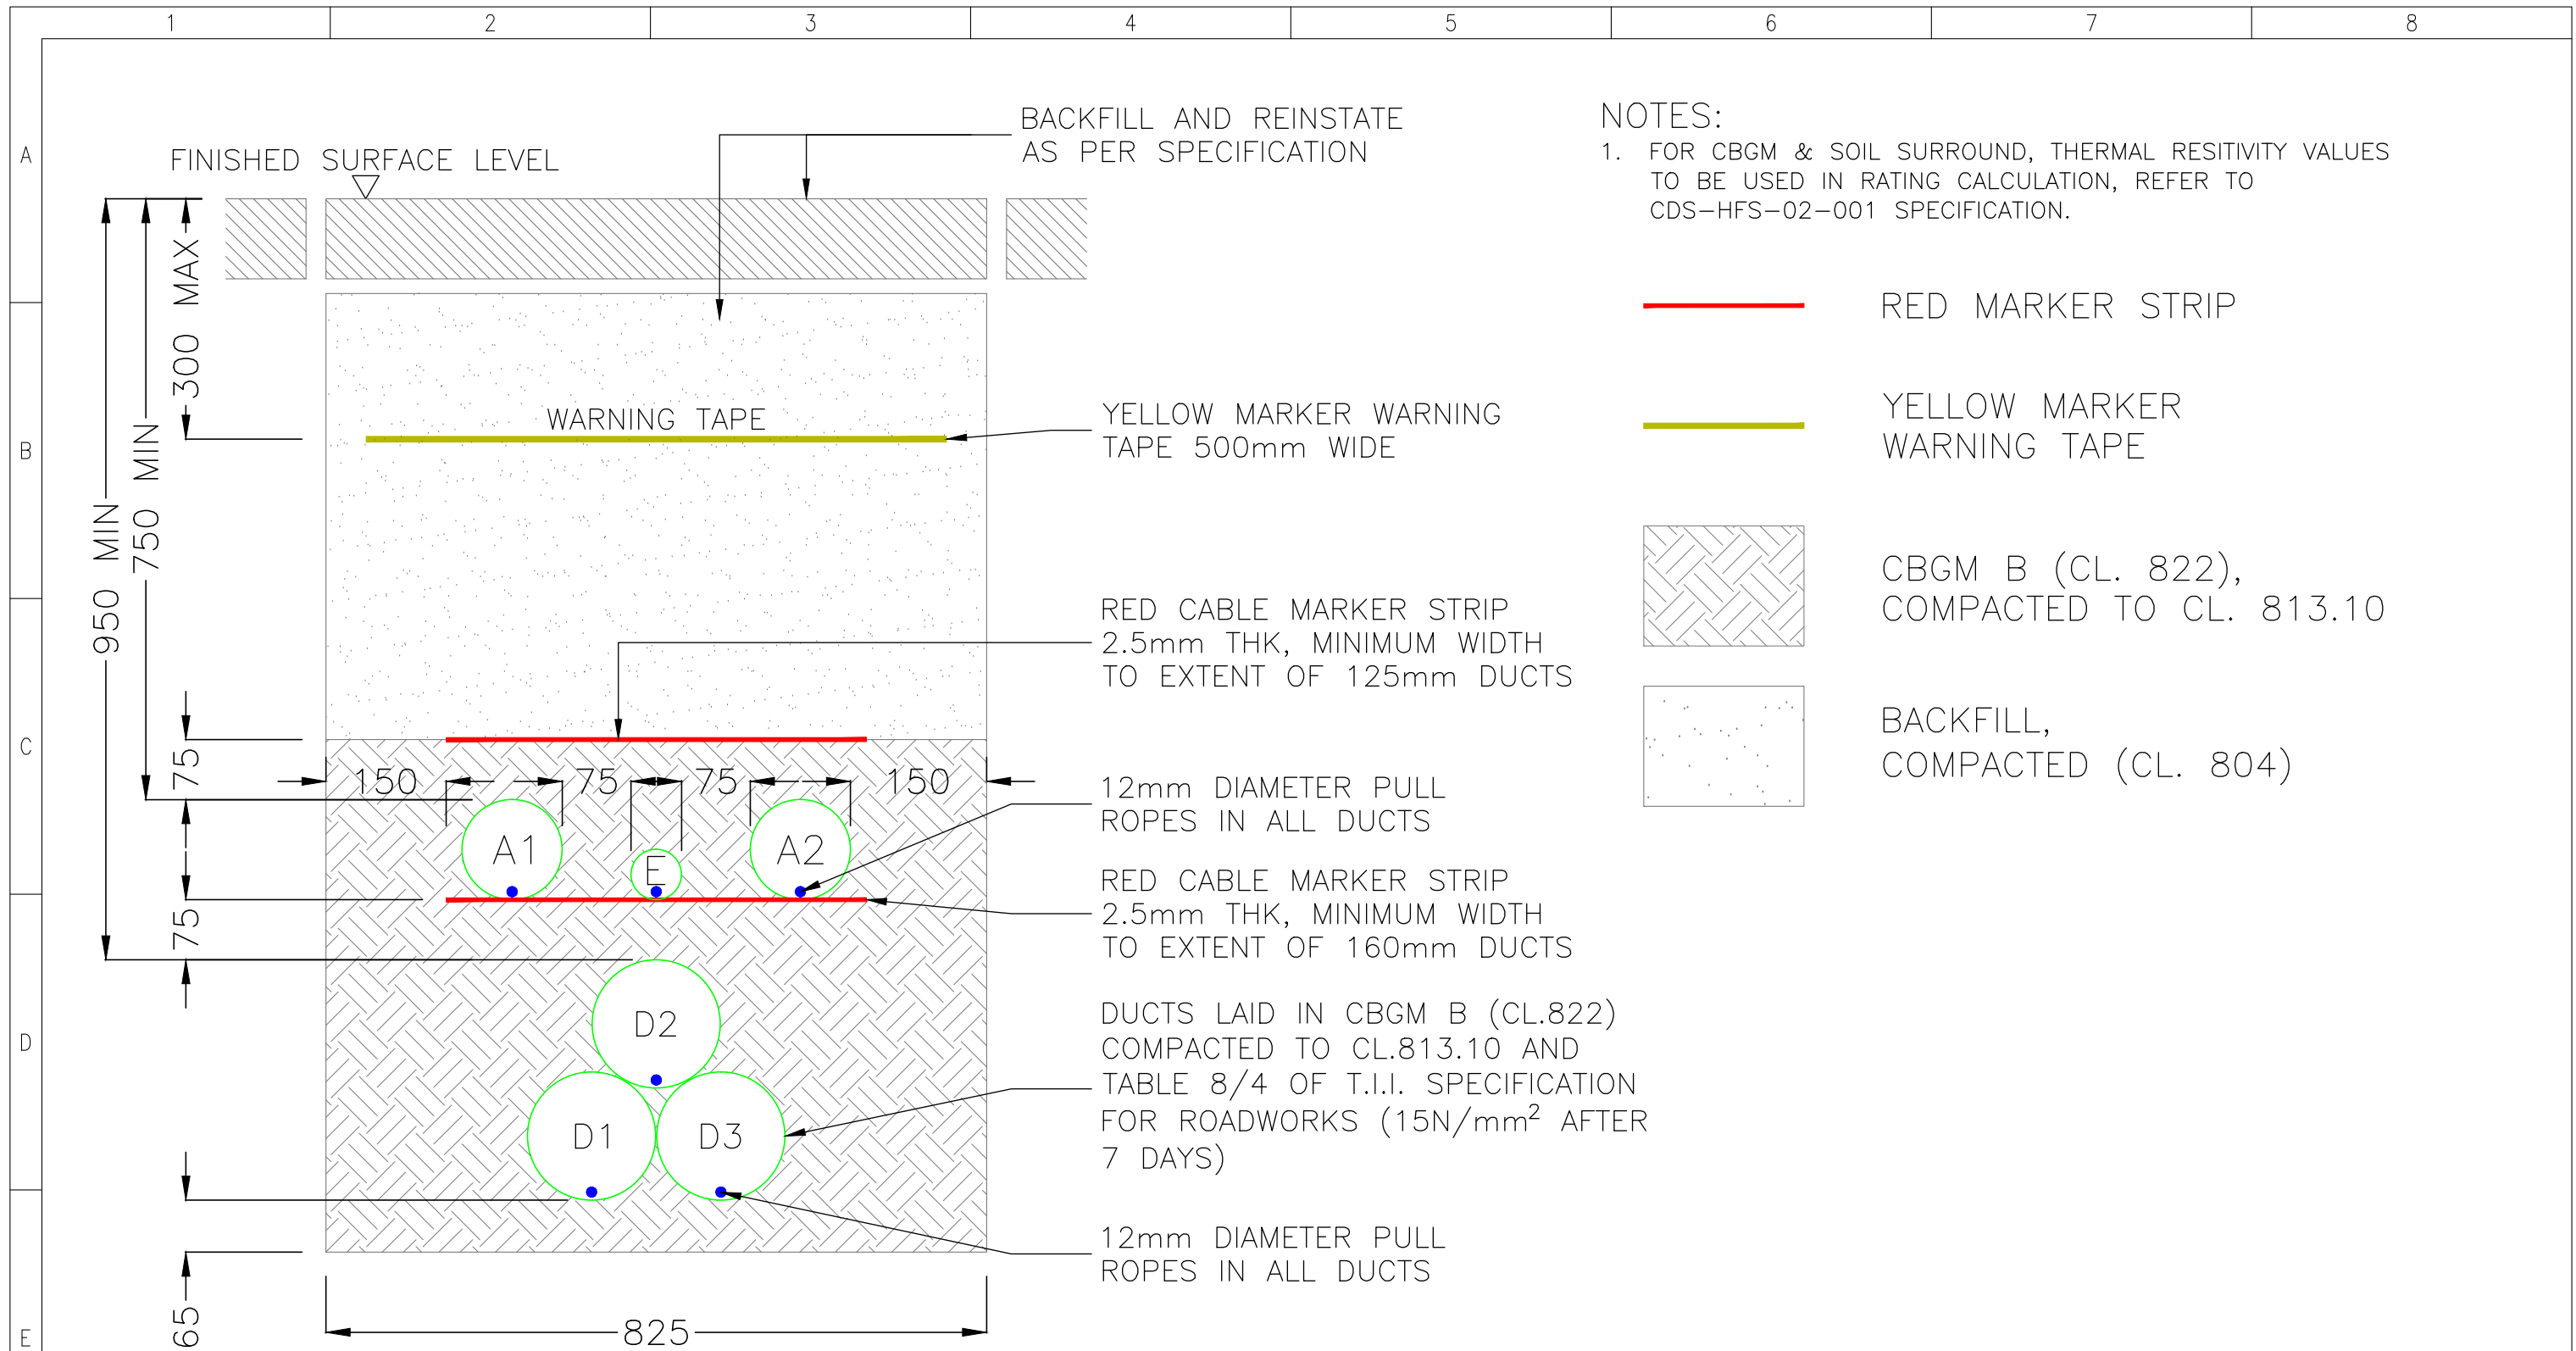 1 2 3 4 5 6 7 8
A
B
C
D
E
FINISHED SURFACE LEVEL
BACKFILL AND REINSTATE
AS PER SPECIFICATION
300 MAX
750 MIN
950 MIN
WARNING TAPE
YELLOW MARKER WARNING
TAPE 500mm WIDE
RED CABLE MARKER STRIP
2.5mm THK, MINIMUM WIDTH
TO EXTENT OF 125mm DUCTS
75
150 75 75 150
A1 E A2
12mm DIAMETER PULL
ROPES IN ALL DUCTS
75
RED CABLE MARKER STRIP
2.5mm THK, MINIMUM WIDTH
TO EXTENT OF 160mm DUCTS
D2
D1 D3
DUCTS LAID IN CBGM B (CL.822)
COMPACTED TO CL.813.10 AND
TABLE 8/4 OF T.I.I. SPECIFICATION
FOR ROADWORKS (15N/mm² AFTER
7 DAYS)
12mm DIAMETER PULL
ROPES IN ALL DUCTS
65
825
NOTES:
1. FOR CBGM & SOIL SURROUND, THERMAL RESITIVITY VALUES
TO BE USED IN RATING CALCULATION, REFER TO
CDS-HFS-02-001 SPECIFICATION.
RED MARKER STRIP
YELLOW MARKER
WARNING TAPE
CBGM B (CL. 822),
COMPACTED TO CL. 813.10
BACKFILL,
COMPACTED (CL. 804)